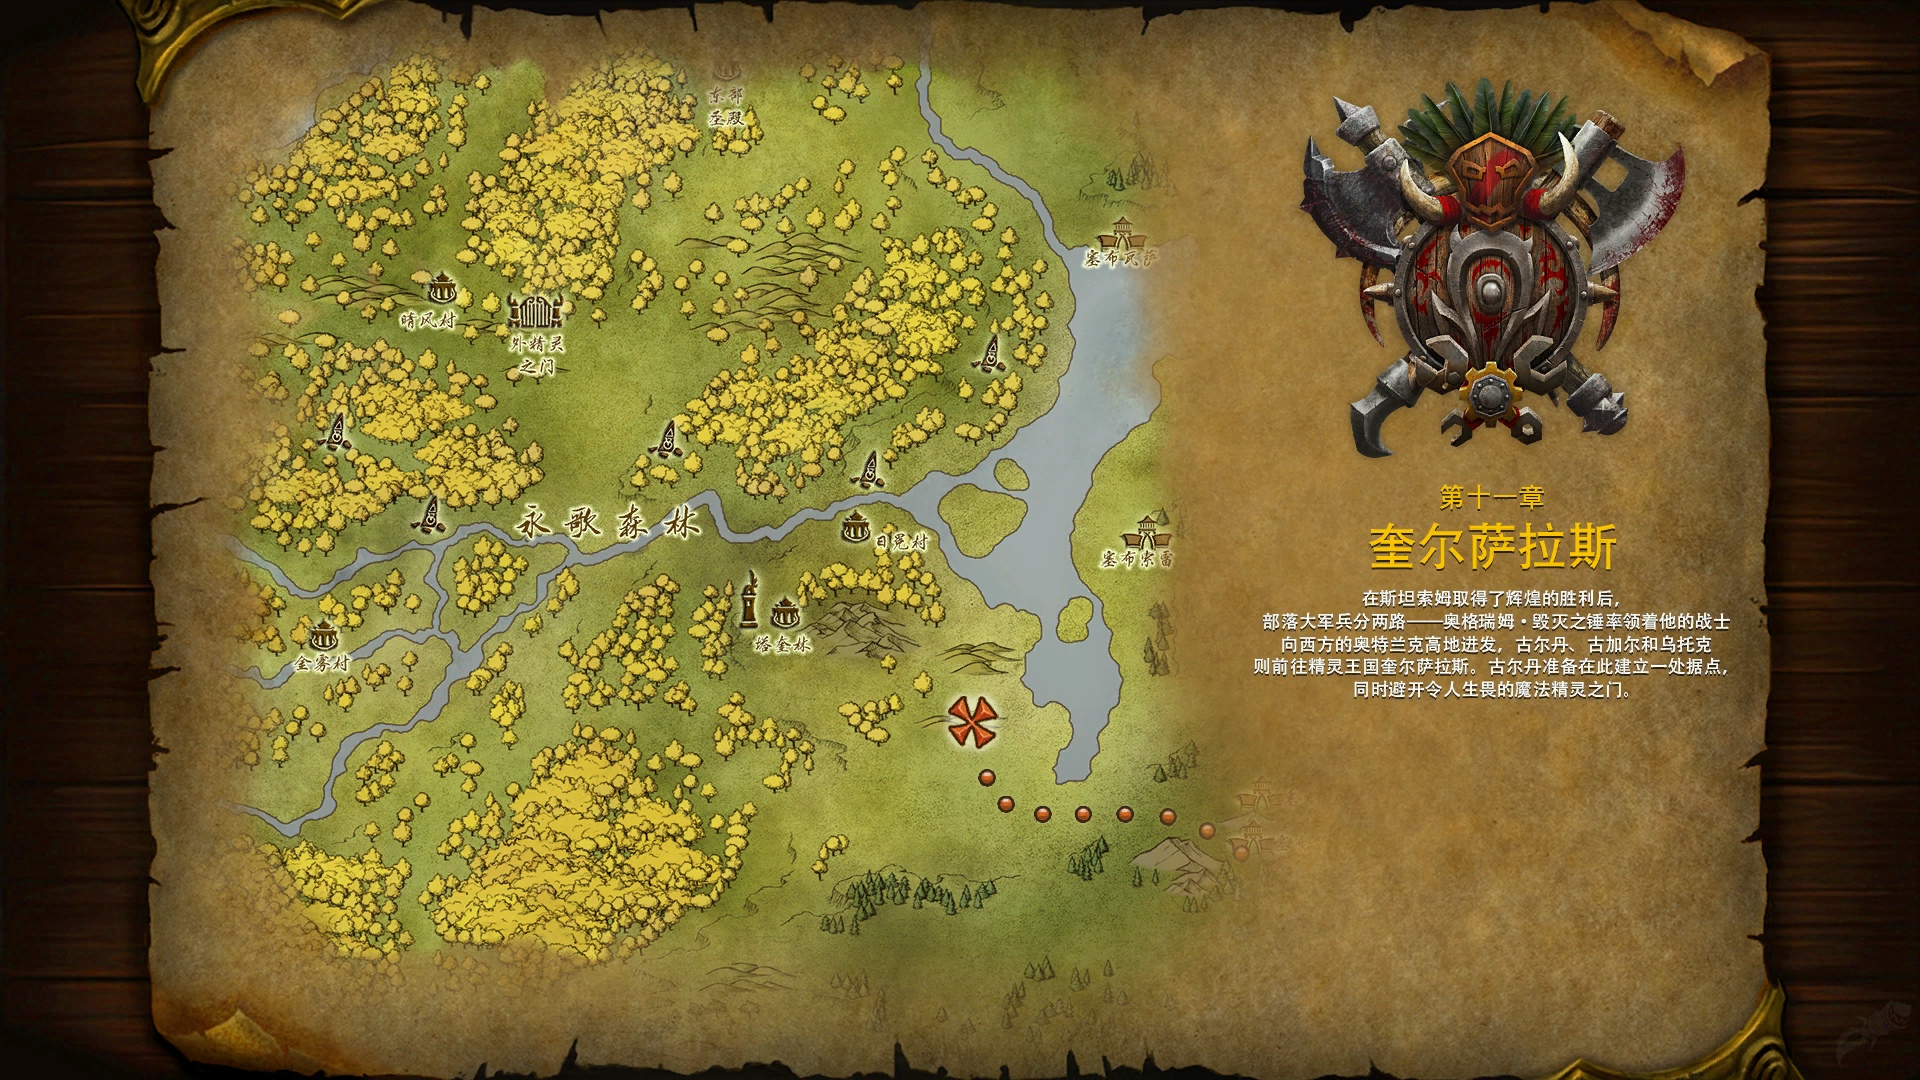 东部
圣殿
塞布瓦萨
晴风村
外精灵
之门
永歌森林
日冕村
塞布索雷
塔奎林
金雾村
第十一章
奎尔萨拉斯
在斯坦索姆取得了辉煌的胜利后，
部落大军兵分两路——奥格瑞姆·毁灭之锤率领着他的战士
向西方的奥特兰克高地进发，古尔丹、古加尔和乌托克
则前往精灵王国奎尔萨拉斯。古尔丹准备在此建立一处据点，
同时避开令人生畏的魔法精灵之门。